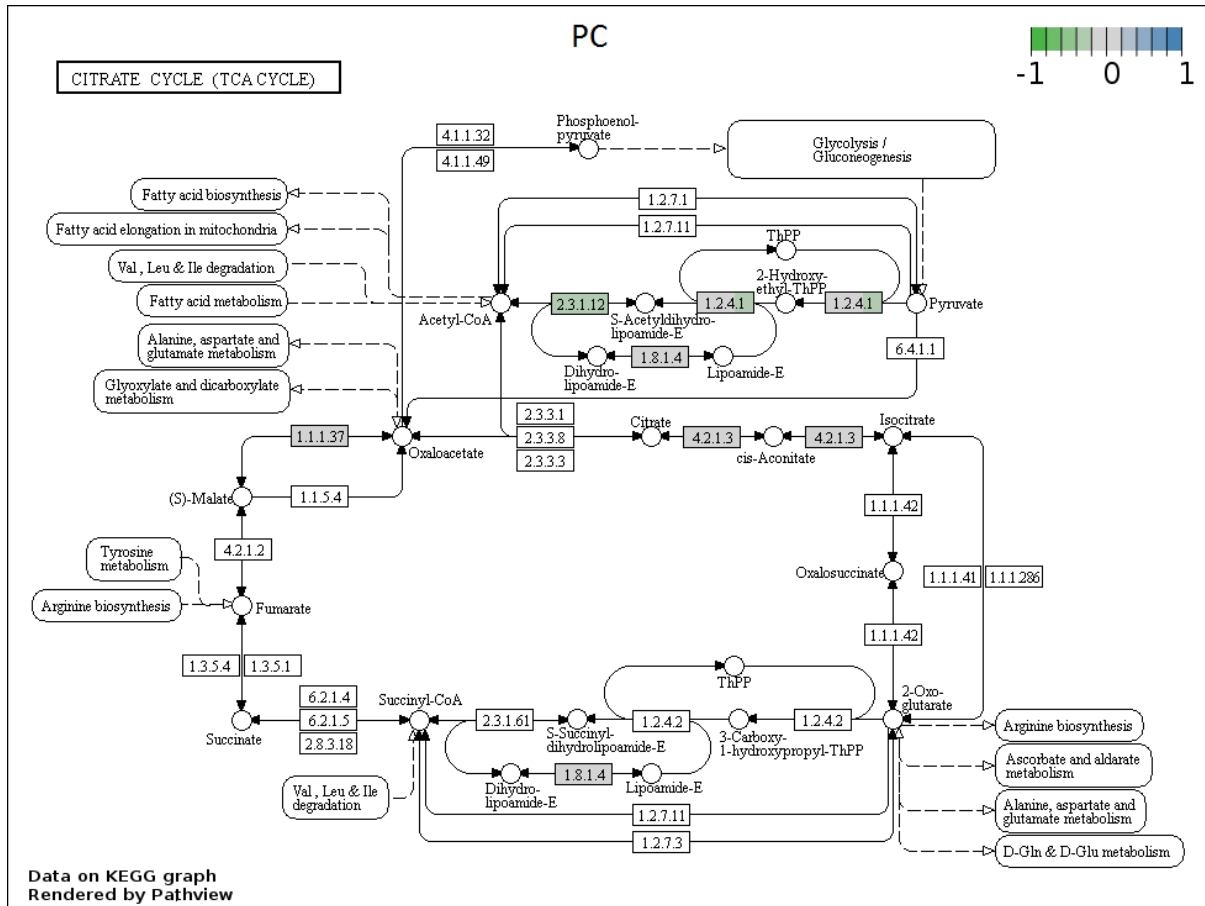 PC
-1 0 1
CITRATE CYCLE (TCA CYCLE)
4.1.1.32
4.1.1.49
Phosphoenol-
pyruvate
Glycolysis /
Gluconeogenesis
Fatty acid biosynthesis
Fatty acid elongation in mitochondria
Val , Leu & Ile degradation
Fatty acid metabolism
Alanine, aspartate and
glutamate metabolism
Glyoxylate and dicarboxylate
metabolism
1.2.7.1
1.2.7.11
ThPP
2-Hydroxy-
ethyl-ThPP
Acetyl-CoA
2.3.1.12
S-Acetyldihydro-
lipoamide-E
1.2.4.1
1.2.4.1
Pyruvate
Dihydro-
lipoamide-E
1.8.1.4
Lipoamide-E
6.4.1.1
1.1.1.37
Oxaloacetate
2.3.3.1
2.3.3.8
2.3.3.3
Citrate
4.2.1.3
cis-Aconitate
4.2.1.3
Isocitrate
(S)-Malate
1.1.5.4
1.1.1.42
4.2.1.2
Tyrosine
metabolism
Arginine biosynthesis
Fumarate
Oxalosuccinate
1.1.1.41
1.1.1.286
1.1.1.42
1.3.5.4
1.3.5.1
ThPP
2-Oxo-
glutarate
6.2.1.4
6.2.1.5
2.8.3.18
Succinate
Succinyl-CoA
2.3.1.61
S-Succinyl-
dihydrolipoamide-E
1.2.4.2
3-Carboxy-
1-hydroxypropyl-ThPP
1.2.4.2
Arginine biosynthesis
Ascorbate and aldarate
metabolism
Alanine, aspartate and
glutamate metabolism
D-Gln & D-Glu metabolism
Val , Leu & Ile
degradation
Dihydro-
lipoamide-E
1.8.1.4
Lipoamide-E
1.2.7.11
1.2.7.3
Data on KEGG graph
Rendered by Pathview